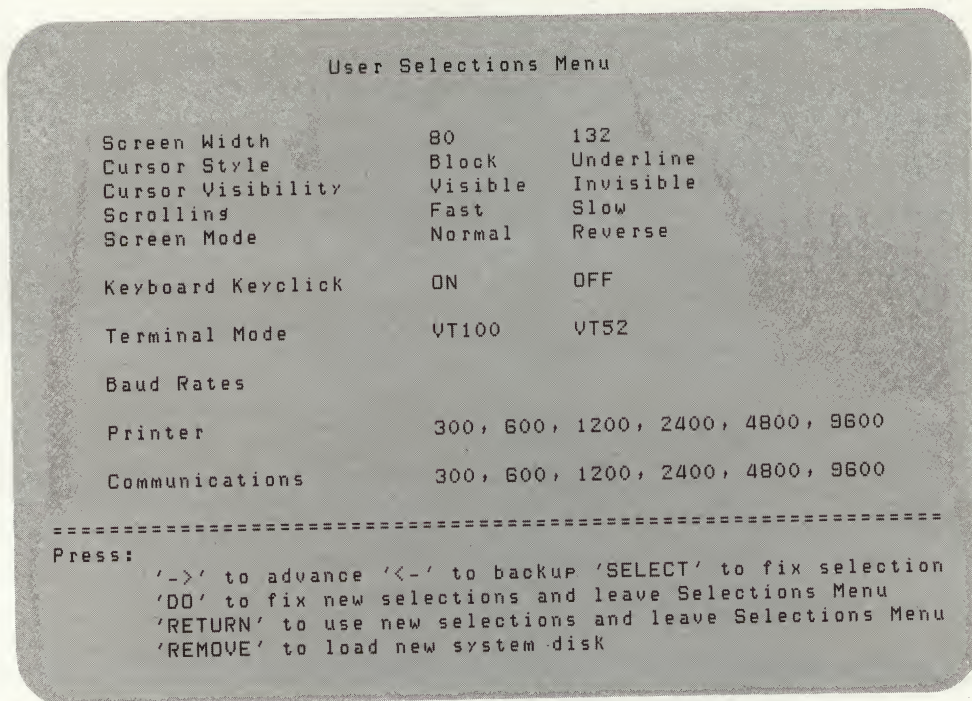 User Selections Menu
Screen Width 80 132
Cursor Style Block Underline
Cursor Visibility Visible Invisible
Scrolling Fast Slow
Screen Mode Normal Reverse
Keyboard Keyclick ON OFF
Terminal Mode VT100 VT52
Baud Rates
Printer 300, 600, 1200, 2400, 4800, 9600
Communications 300, 600, 1200, 2400, 4800, 9600
===============================================================
Press:
'->' to advance '<-' to backup 'SELECT' to fix selection
'DO' to fix new selections and leave Selections Menu
'RETURN' to use new selections and leave Selections Menu
'REMOVE' to load new system disk